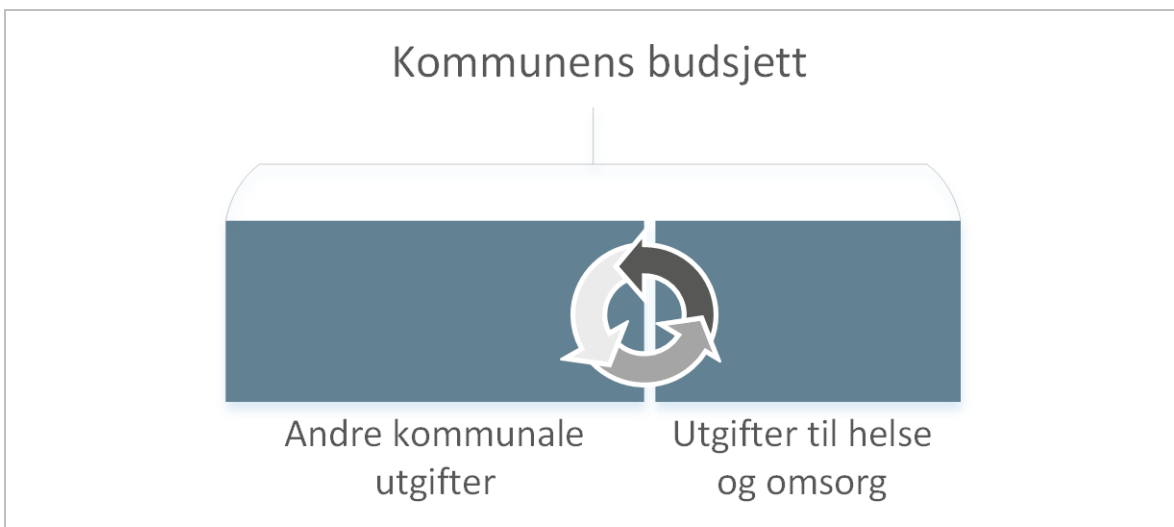 Kommunens budsjett
Andre kommunale
utgifter
Utgifter til helse
og omsorg